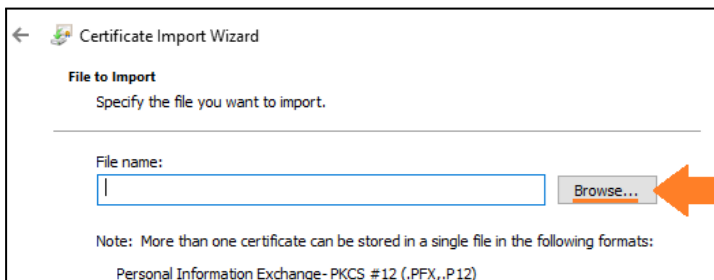 Certificate Import Wizard
File to Import
Specify the file you want to import.
File name:
Browse...
Note: More than one certificate can be stored in a single file in the following formats:
Personal Information Exchange- PKCS #12 (.PFX,.P12)